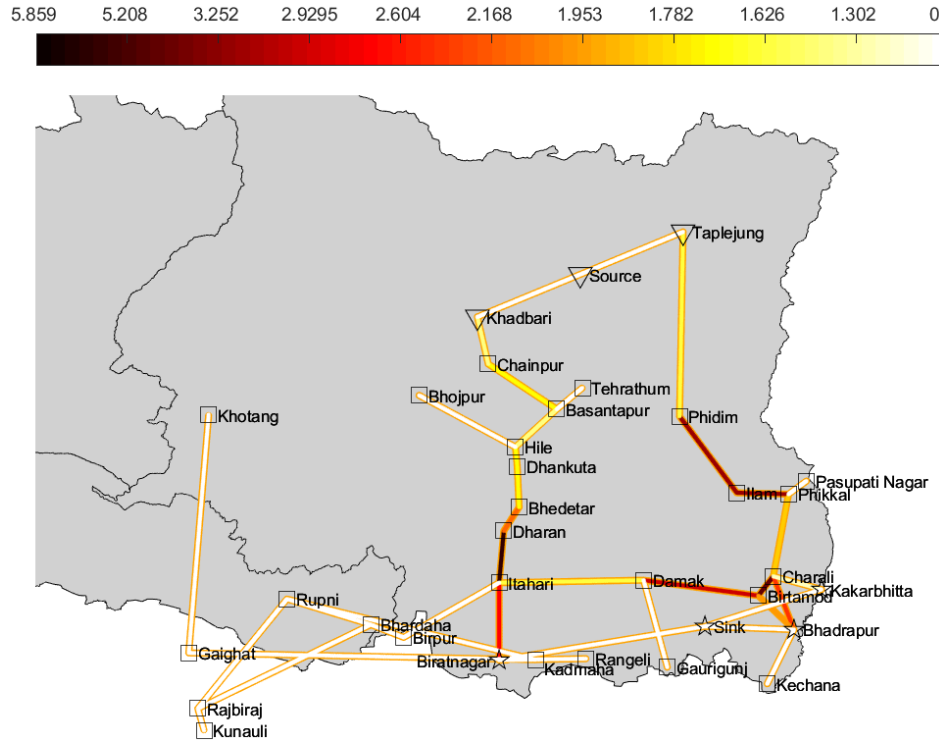 5.859 5.208 3.252 2.9295 2.604 2.168 1.953 1.782 1.626 1.302 0
Taplejung
Source
Khadbari
Chainpur
Tehrathum
Bhojpur
Basantapur
Khotang
Phidim
Hile
Dhankuta
Pasupati Nagar
Ilam
Phikkal
Bhedetar
Dharan
Charali
Itahari
Damak
Kakarbhitta
Birtamod
Rupni
Bhardaha
Sink
Bhadrapur
Birpur
Gaighat
Biratnagar
Rangeli
Kadmaha
Gaurigunj
Kechana
Rajbiraj
Kunauli